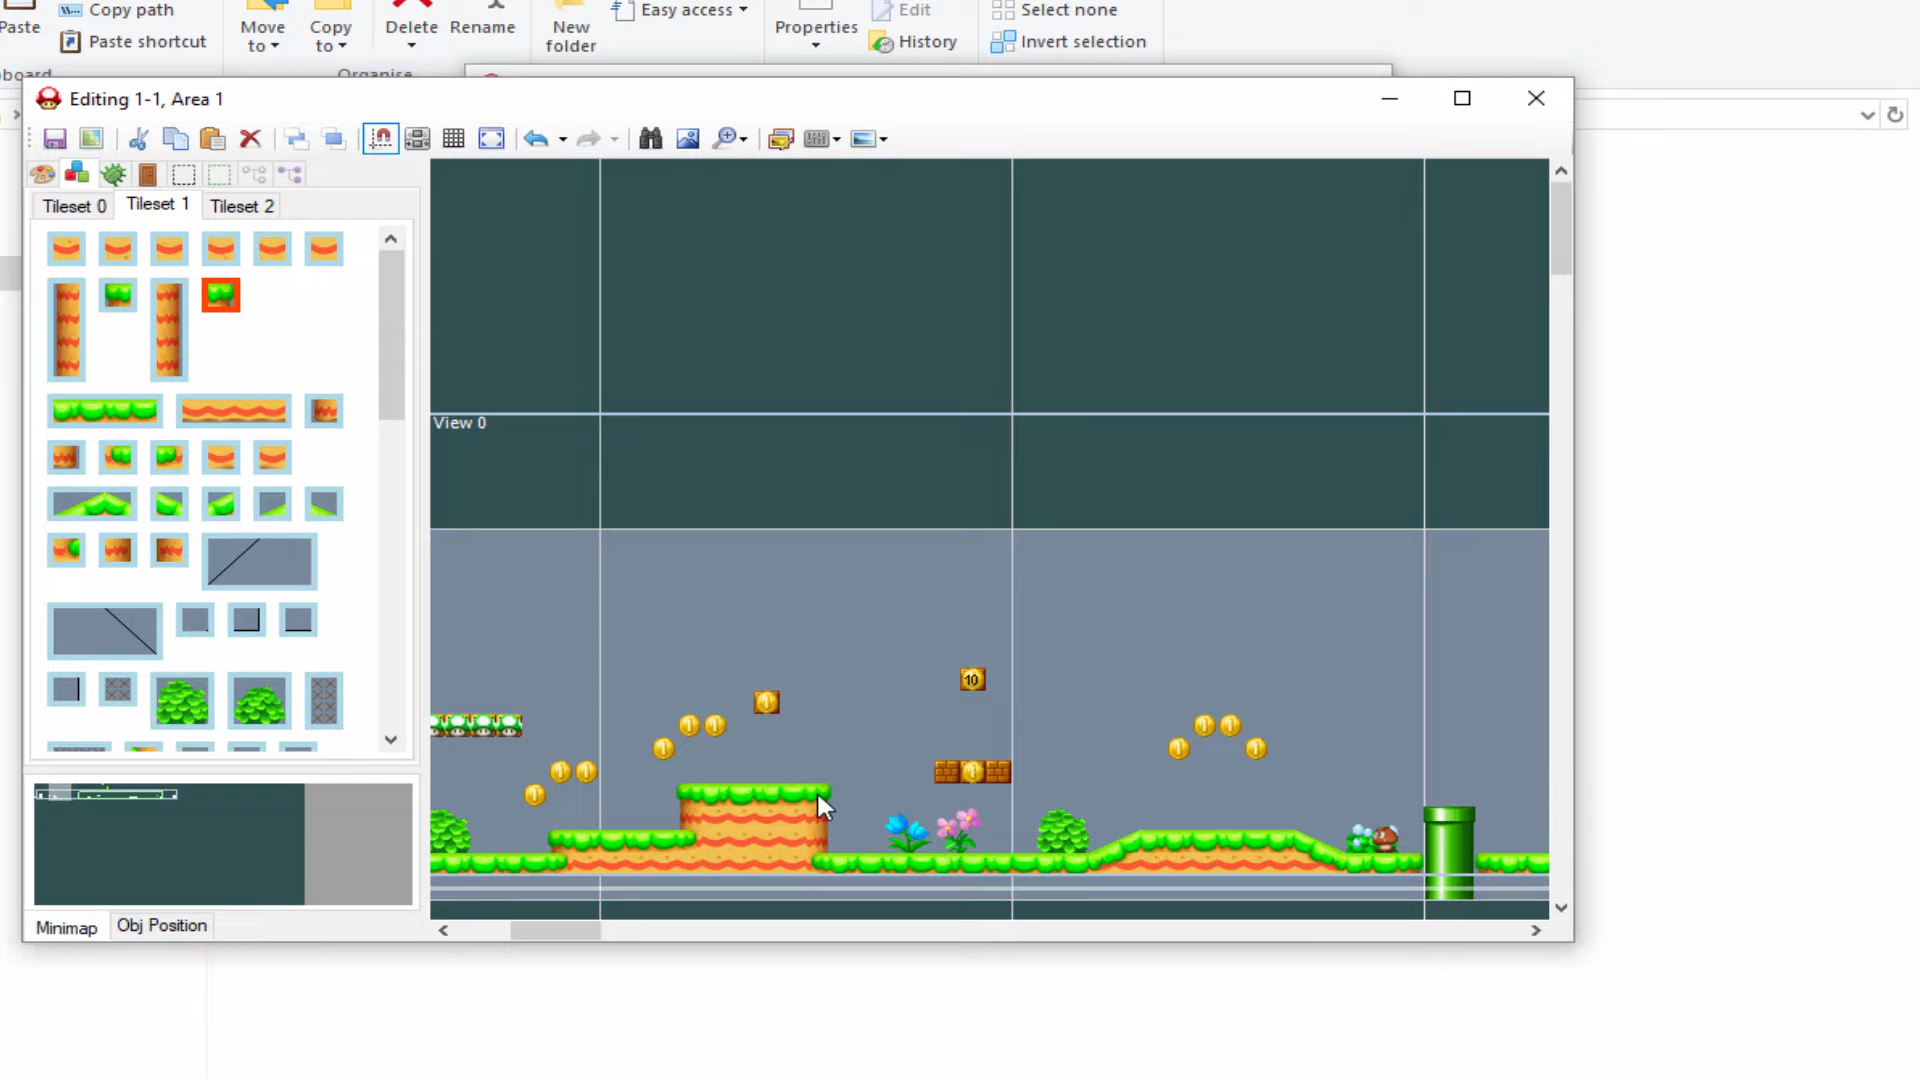 Paste
Copy path
Paste shortcut
Move
to
Copy
to
Delete
Rename
New
folder
Easy access
Properties
Edit
History
Select none
Invert selection
Organise
Editing 1-1, Area 1
Tileset 0
Tileset 1
Tileset 2
View 0
10
Minimap
Obj Position